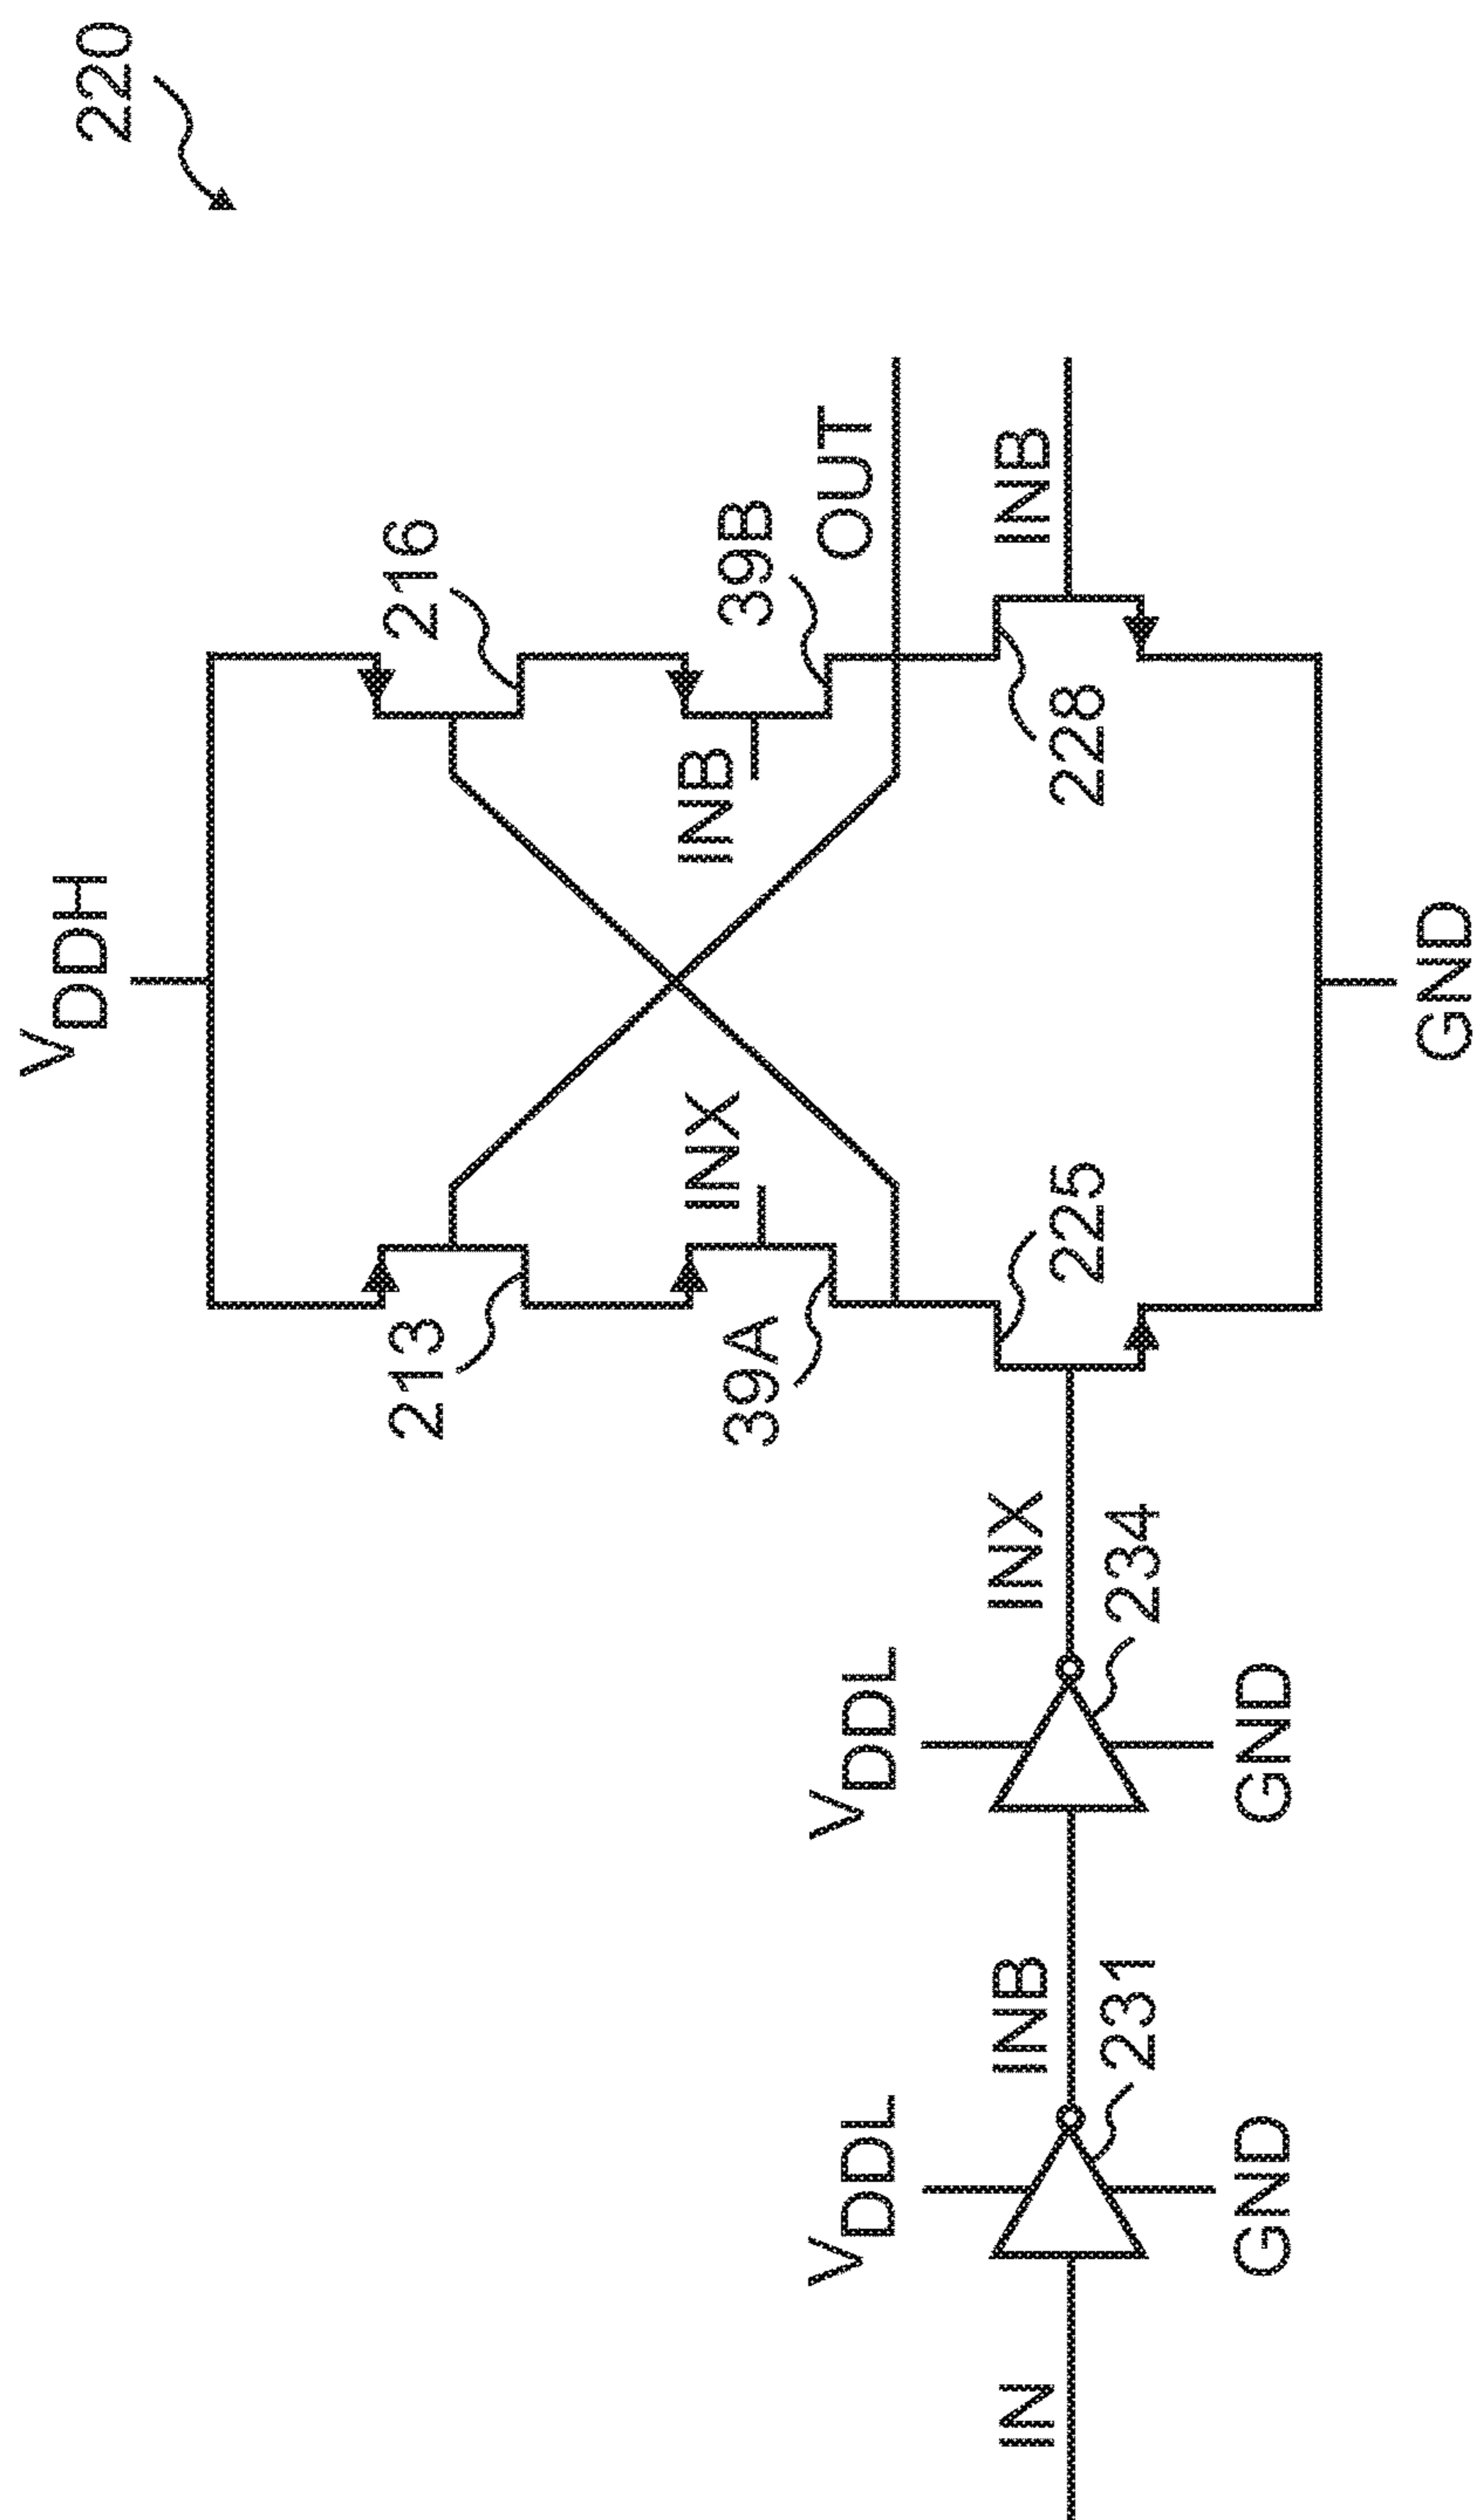 220
VDDH
213
216
INX
INB
39A
39B
OUT
VDDL
VDDL
IN
INB
INX
INB
231
234
225
228
GND
GND
GND